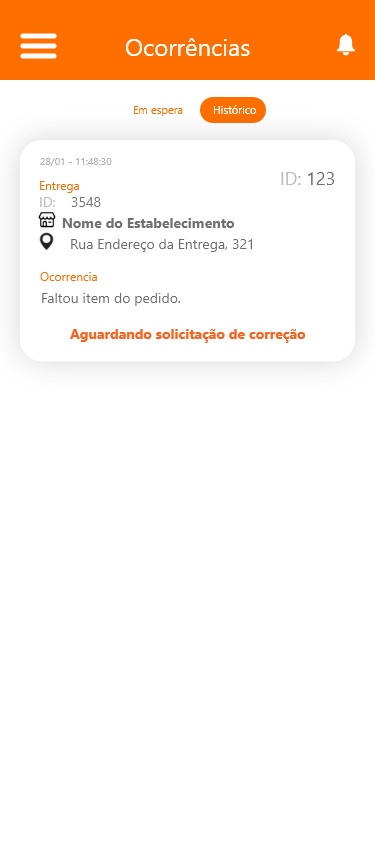 Ocorrências
Em espera
Histórico
28/01 - 11:48:30
ID: 123
Entrega
ID: 3548
Nome do Estabelecimento
Rua Endereço da Entrega, 321
Ocorrencia
Faltou item do pedido.
Aguardando solicitação de correção